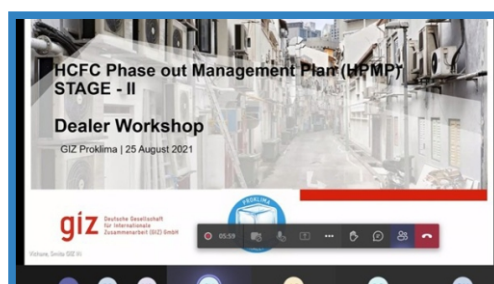 HCFC Phase out Management Plan (HPMP)
STAGE - II
Dealer Workshop
GIZ Proklima | 25 August 2021
giz
Deutsche Gesellschaft
für Internationale
Zusammenarbeit (GIZ) GmbH
PROKLIMA
05:59